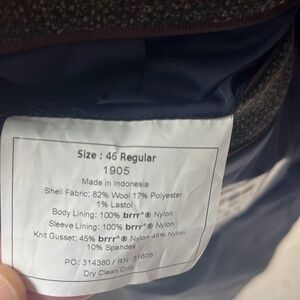 Size : 46 Regular
1905
Made in Indonesia
Shell Fabric: 82% Wool 17% Polyester
1% Lastol
Body Lining: 100% brrr°® Nylon
Sleeve Lining: 100% brrr°® Nylon
Knit Gusset: 45% brrr°® Nylon 45% Nylon
10% Spandex
PO: 314380 / RN: 31608
Dry Clean Only